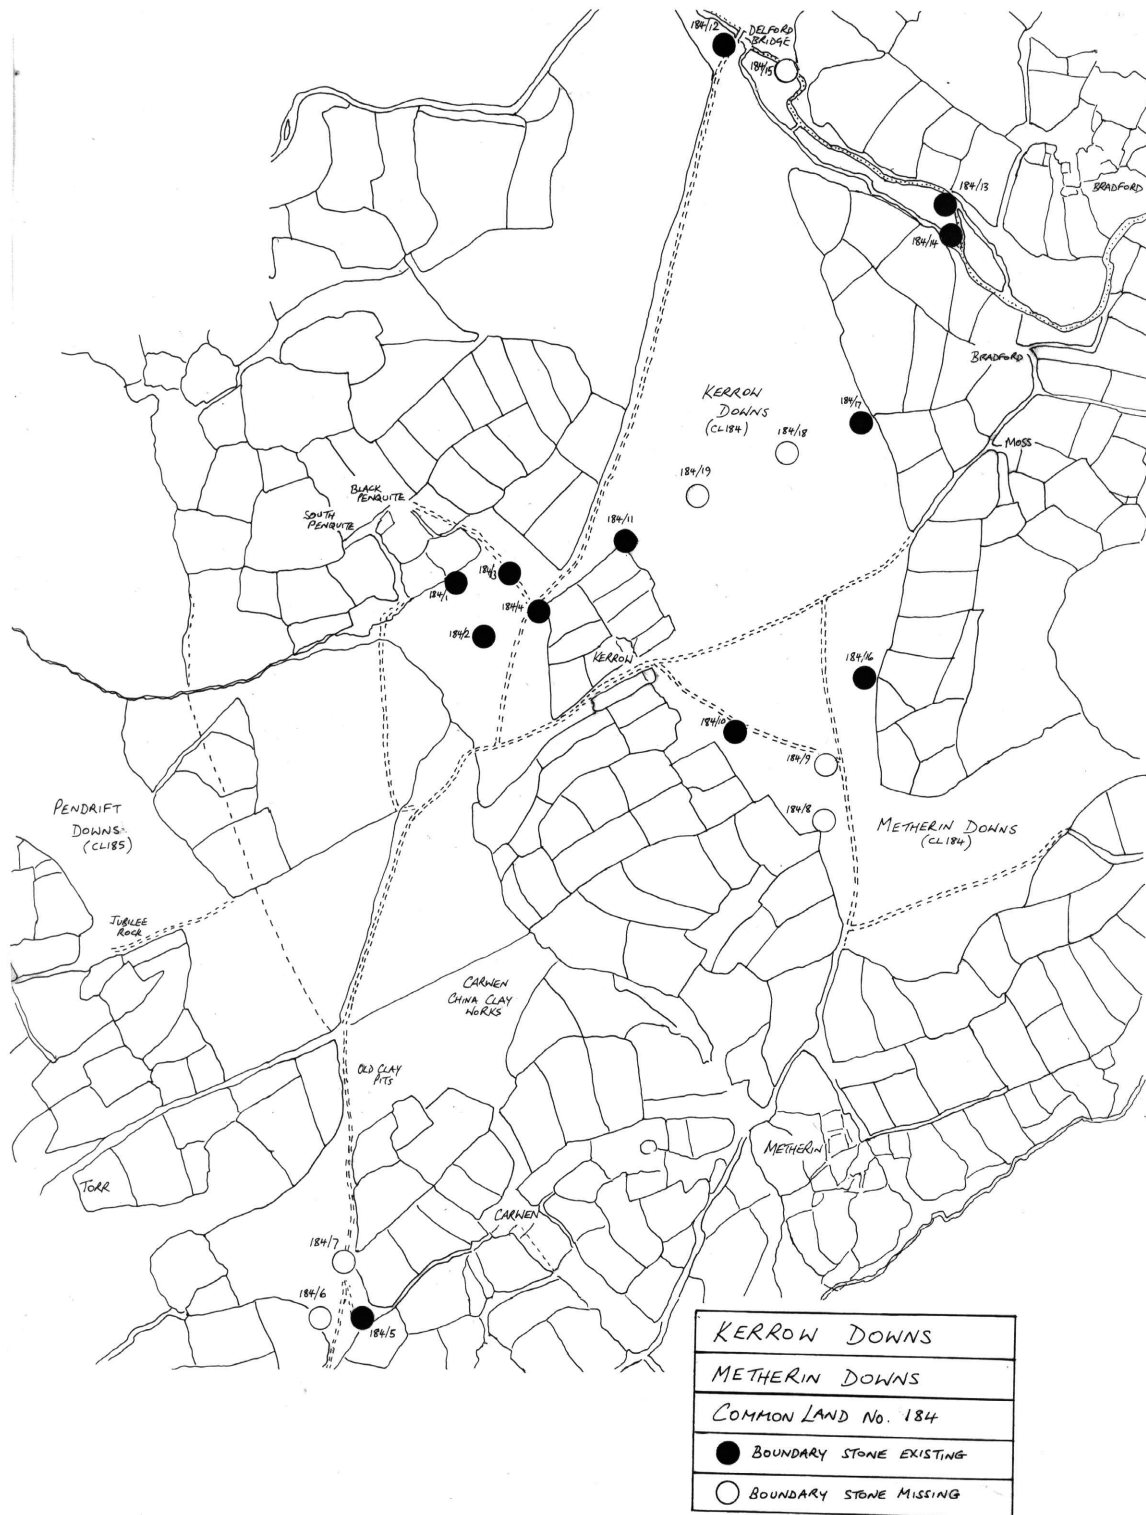 184/12
DELFORD
BRIDGE
184/15
184/13
BRADFORD
184/14
BRADFORD
KERROW
DOWNS
(CL184)
184/17
184/18
MOSS
184/19
BLACK
PENQUITE
SOUTH
PENQUITE
184/11
184/3
184/1
184/4
184/2
KERROW
184/16
184/10
184/9
PENDRIFT
DOWNS
(CL185)
184/8
METHERIN DOWNS
(CL184)
JUBILEE
ROCK
CARWEN
CHINA CLAY
WORKS
OLD CLAY
PITS
METHERIN
TORR
CARWEN
184/7
184/6
184/5
KERROW DOWNS
METHERIN DOWNS
COMMON LAND No. 184
BOUNDARY STONE EXISTING
BOUNDARY STONE MISSING